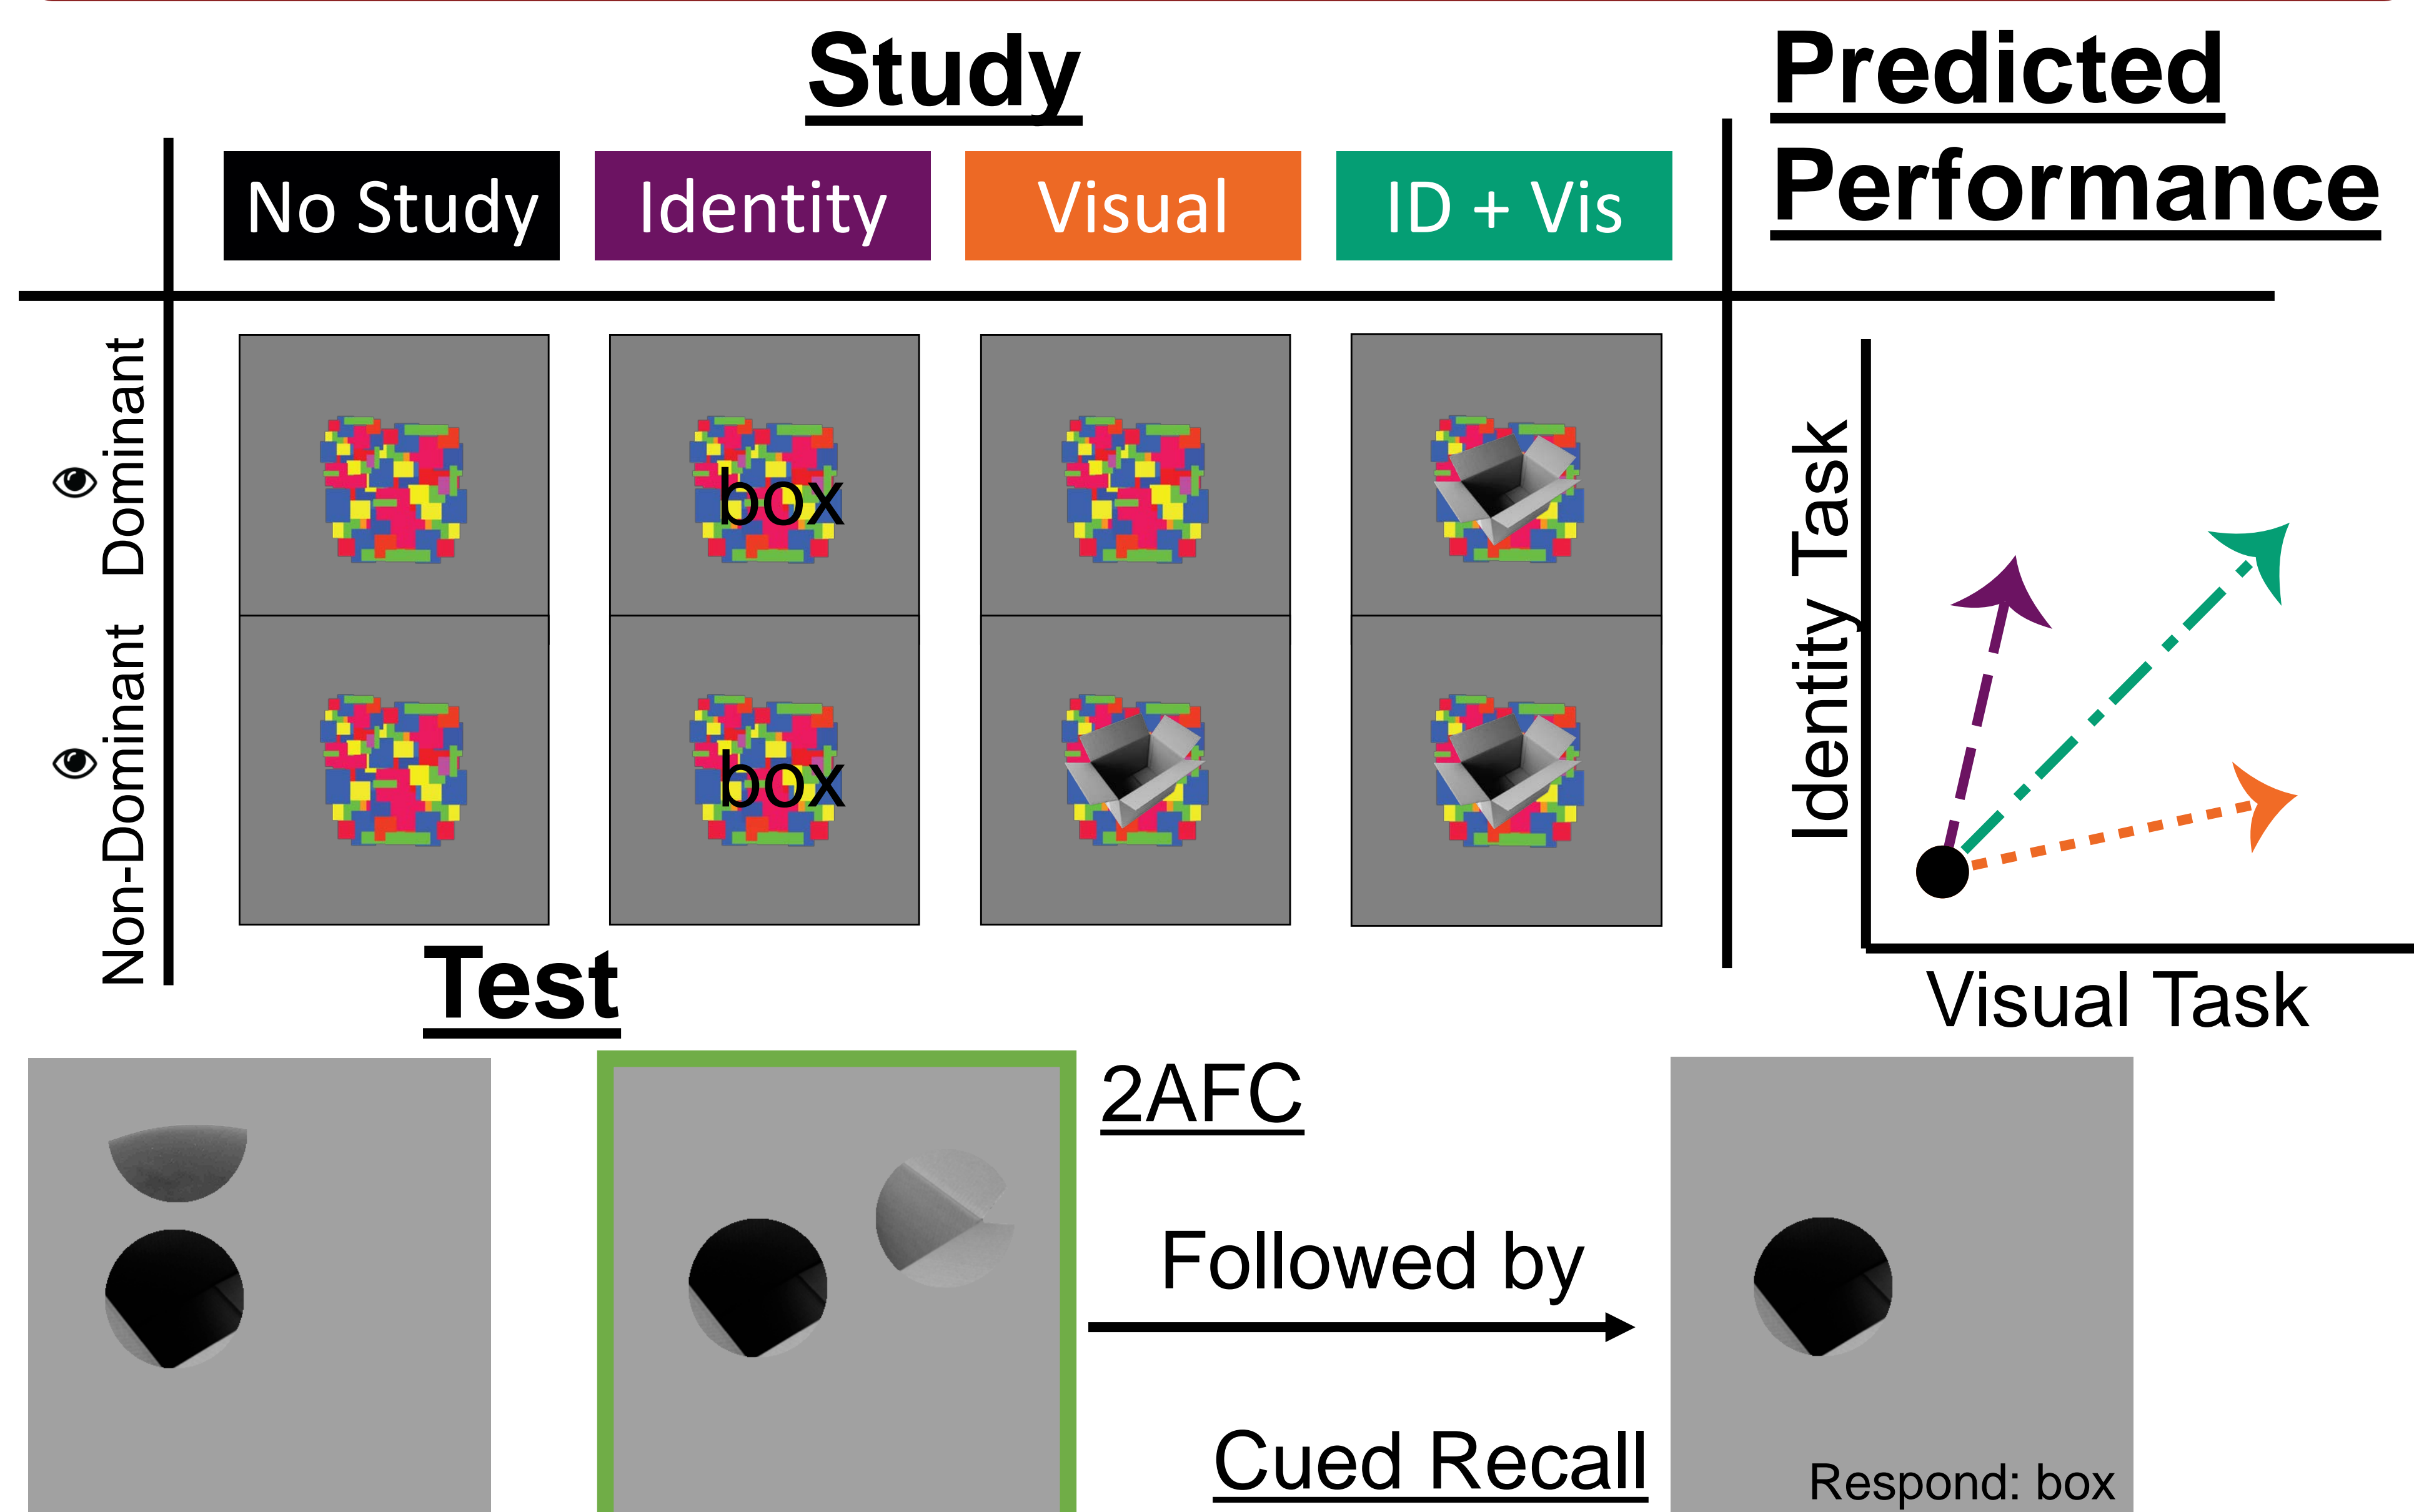 Study
Predicted
Performance
No Study
Identity
Visual
ID + Vis
Dominant
box
Non-Dominant
box
Identity Task
Visual Task
Test
2AFC
Followed by
Cued Recall
Respond: box